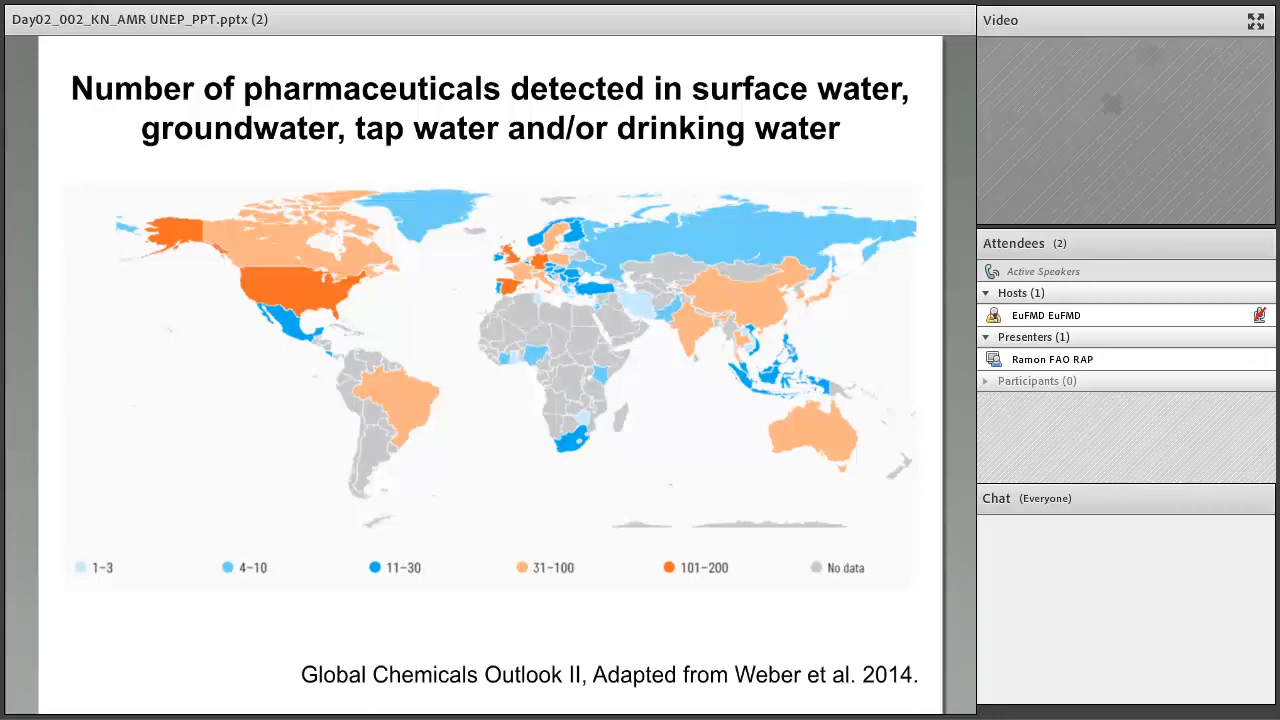 Day02_002_KN_AMR UNEP_PPT.pptx (2)
Number of pharmaceuticals detected in surface water,
groundwater, tap water and/or drinking water
1–3
4–10
11–30
31–100
101–200
No data
Global Chemicals Outlook II, Adapted from Weber et al. 2014.
Video
Attendees (2)
Active Speakers
Hosts (1)
EuFMD EuFMD
Presenters (1)
Ramon FAO RAP
Participants (0)
Chat (Everyone)